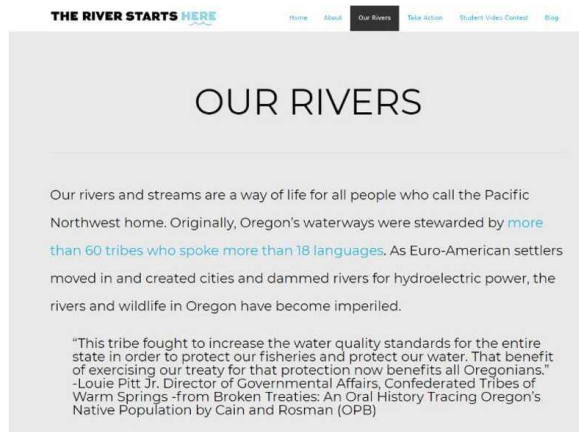 THE RIVER STARTS HERE
Home About Our Rivers Take Action Student Video Contest Blog
OUR RIVERS
Our rivers and streams are a way of life for all people who call the Pacific
Northwest home. Originally, Oregon's waterways were stewarded by more
than 60 tribes who spoke more than 18 languages. As Euro-American settlers
moved in and created cities and dammed rivers for hydroelectric power, the
rivers and wildlife in Oregon have become imperiled.
“This tribe fought to increase the water quality standards for the entire
state in order to protect our fisheries and protect our water. That benefit
of exercising our treaty for that protection now benefits all Oregonians.”
-Louie Pitt Jr. Director of Governmental Affairs, Confederated Tribes of
Warm Springs -from Broken Treaties: An Oral History Tracing Oregon's
Native Population by Cain and Rosman (OPB)